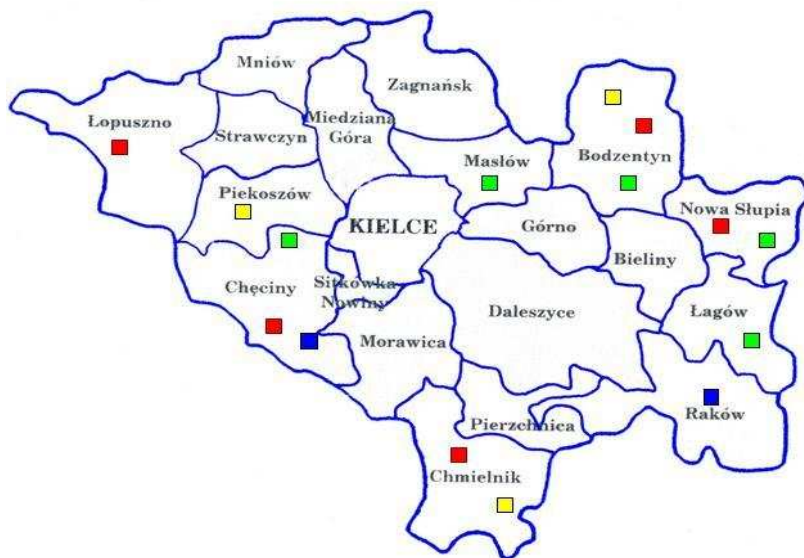 Mniów
Zagnańsk
Łopuszno
Strawczyn
Miedziana
Góra
Masłów
Bodzentyn
Piekoszów
KIELCE
Górno
Nowa Słupia
Bieliny
Chęciny
Sitkówka
Nowiny
Daleszyce
Łagów
Morawica
Raków
Pierzchnica
Chmielnik